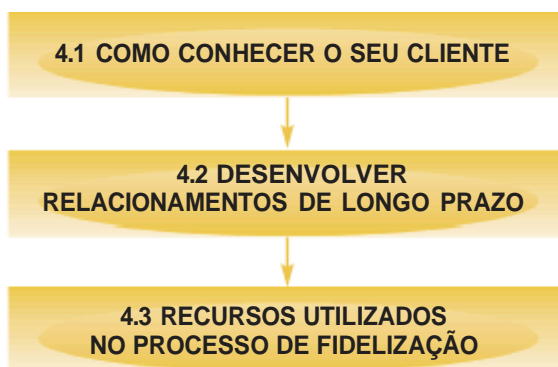 4.1 COMO CONHECER O SEU CLIENTE
4.2 DESENVOLVER
RELACIONAMENTOS DE LONGO PRAZO
4.3 RECURSOS UTILIZADOS
NO PROCESSO DE FIDELIZAÇÃO